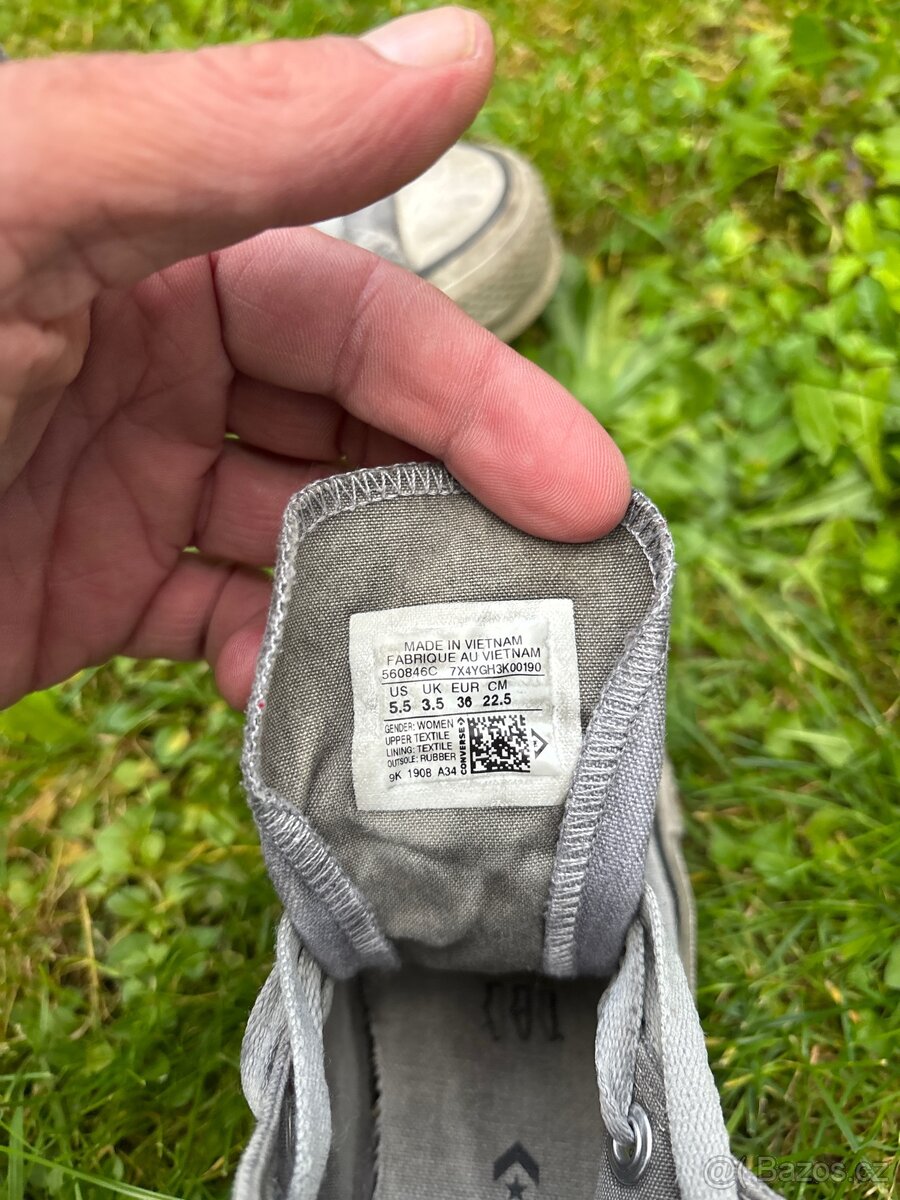 MADE IN VIETNAM
FABRIQUE AU VIETNAM
560846C 7X4YGH3K00190
US UK EUR CM
5.5 3.5 36 22.5
GENDER: WOMEN
UPPER TEXTILE
LINING: TEXTILE
OUTSOLE: RUBBER
9K 1908 A34
CONVERSE
@ Bazos.cz